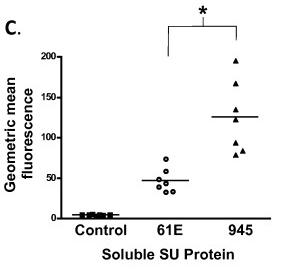 C.
*
Geometric mean
fluorescence
200
150
100
50
0
Control 61E 945
Soluble SU Protein